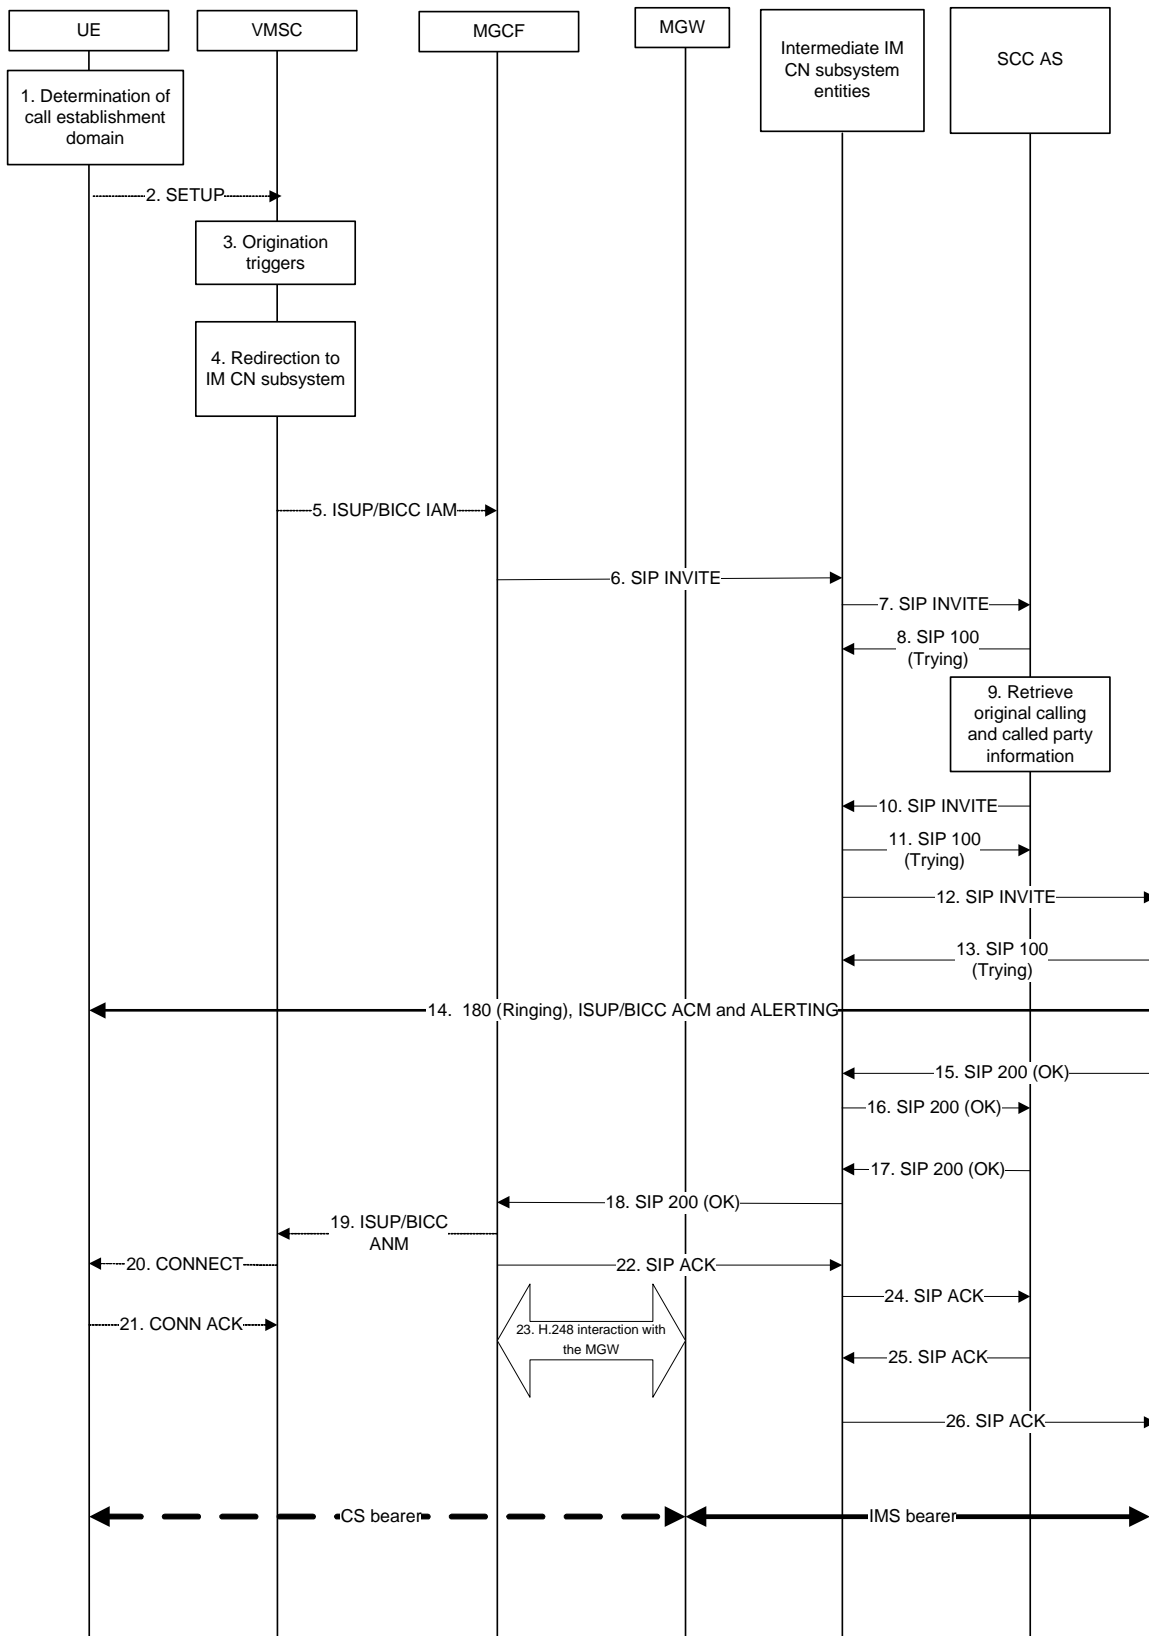 UE
VMSC
MGCF
MGW
Intermediate IM
CN subsystem
entities
SCC AS
1. Determination of
call establishment
domain
2. SETUP
3. Origination
triggers
4. Redirection to
IM CN subsystem
5. ISUP/BICC IAM
6. SIP INVITE
7. SIP INVITE
8. SIP 100
(Trying)
9. Retrieve
original calling
and called party
information
10. SIP INVITE
11. SIP 100
(Trying)
12. SIP INVITE
13. SIP 100
(Trying)
14. 180 (Ringing), ISUP/BICC ACM and ALERTING
15. SIP 200 (OK)
16. SIP 200 (OK)
17. SIP 200 (OK)
18. SIP 200 (OK)
19. ISUP/BICC
ANM
20. CONNECT
22. SIP ACK
24. SIP ACK
21. CONN ACK
23. H.248 interaction with
the MGW
25. SIP ACK
26. SIP ACK
CS bearer
IMS bearer